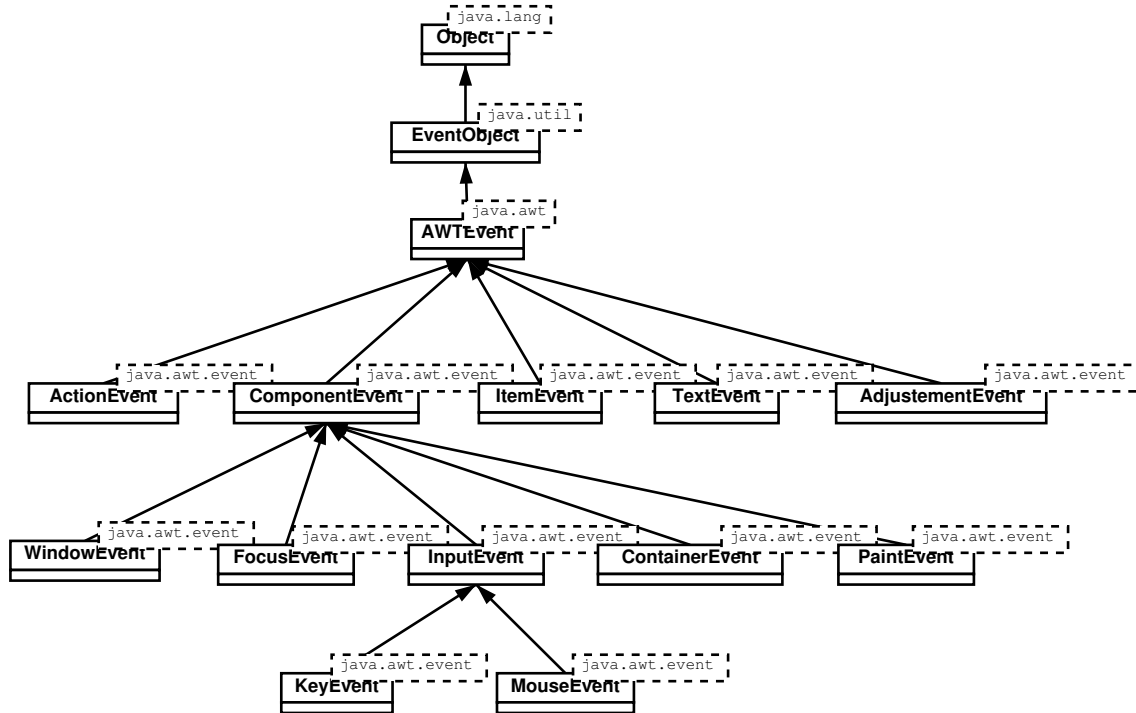 java.lang
Object
java.util
EventObject
java.awt
AWTEvent
java.awt.event
ActionEvent
java.awt.event
ComponentEvent
java.awt.event
ItemEvent
java.awt.event
TextEvent
java.awt.event
AdjustementEvent
java.awt.event
WindowEvent
java.awt.event
FocusEvent
java.awt.event
InputEvent
java.awt.event
ContainerEvent
java.awt.event
PaintEvent
java.awt.event
KeyEvent
java.awt.event
MouseEvent